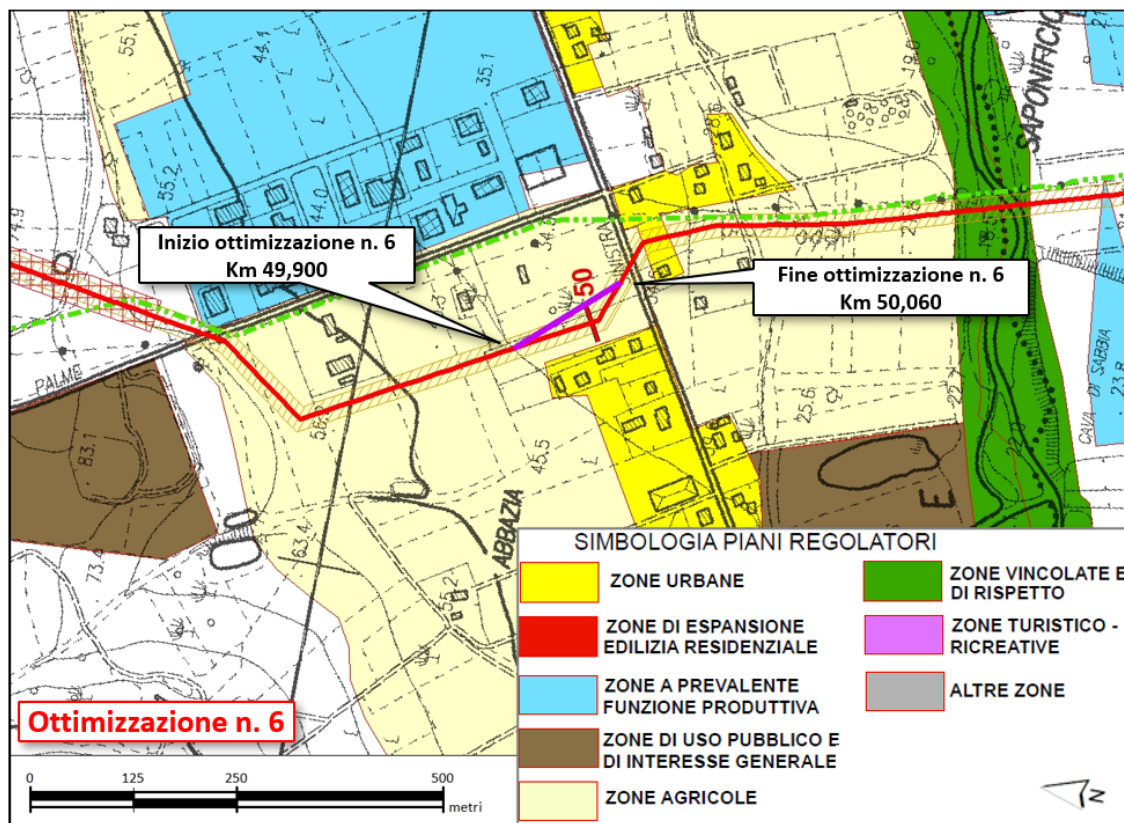 55.1
44.1
35.1
SAPONIFICIO
55.2
44.0
4.9
Inizio ottimizzazione n. 6
Km 49,900
Fine ottimizzazione n. 6
Km 50,060
50
PALME
CAVA DI SABBIA
23.8
25.6
45.5
83.1
73.4
63.4
55.2
ABBAZIA
E
SIMBOLOGIA PIANI REGOLATORI
ZONE URBANE
ZONE VINCOLATE E
DI RISPETTO
ZONE DI ESPANSIONE
EDILIZIA RESIDENZIALE
ZONE TURISTICO -
RICREATIVE
ZONE A PREVALENTE
FUNZIONE PRODUTTIVA
ALTRE ZONE
ZONE DI USO PUBBLICO E
DI INTERESSE GENERALE
ZONE AGRICOLE
Ottimizzazione n. 6
0 125 250 500
metri
N